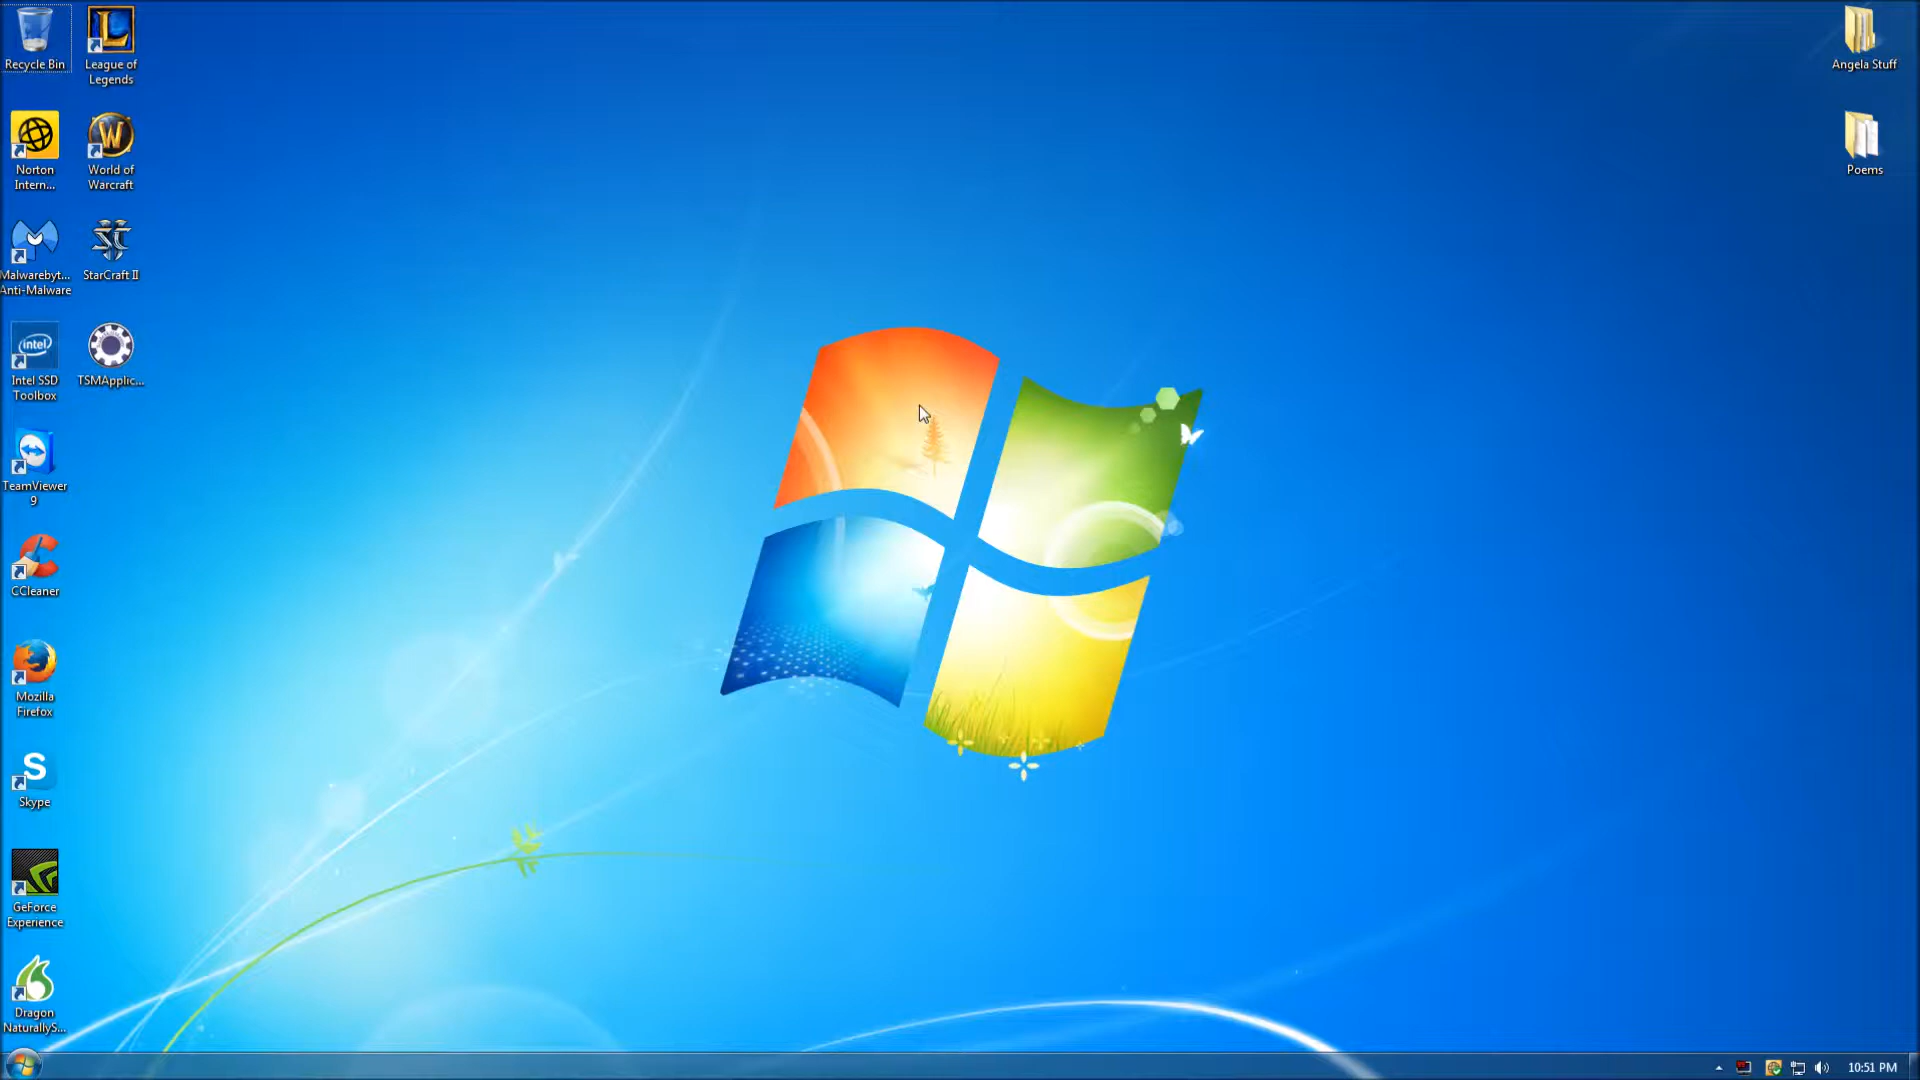 Recycle Bin
League of
Legends
Angela Stuff
Norton
Intern...
World of
Warcraft
Poems
Malwarebyt...
Anti-Malware
StarCraft II
intel
Intel SSD
Toolbox
TSMApplic...
TeamViewer
9
CCleaner
Mozilla
Firefox
Skype
GeForce
Experience
Dragon
NaturallyS...
10:51 PM